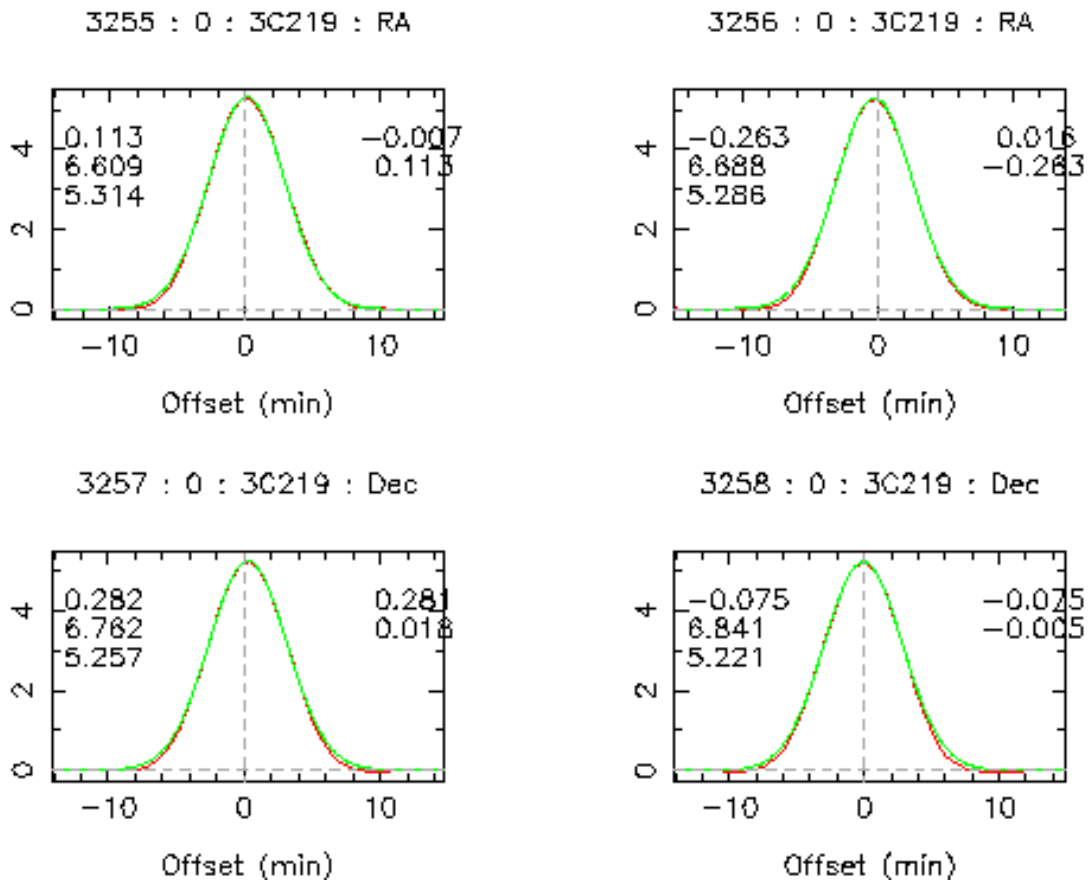 3255 : 0 : 3C219 : RA
3256 : 0 : 3C219 : RA
0.113
6.609
5.314
-0.007
0.113
4
2
0
-10 0 10
Offset (min)
-0.263
6.688
5.286
0.016
-0.263
4
2
0
-10 0 10
Offset (min)
3257 : 0 : 3C219 : Dec
3258 : 0 : 3C219 : Dec
0.282
6.762
5.257
0.281
0.018
4
2
0
-10 0 10
Offset (min)
-0.075
6.841
5.221
-0.075
-0.005
4
2
0
-10 0 10
Offset (min)